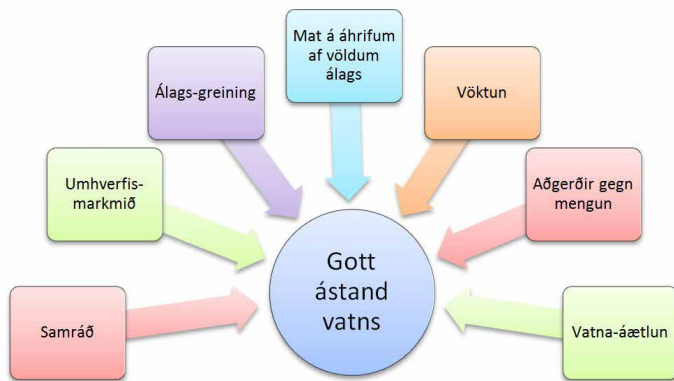 Mat á áhrifum
af völdum
álags
Álags-greining
Vöktun
Umhverfis-
markmið
Aðgerðir gegn
mengun
Gott
ástand
vatns
Samráð
Vatna-áætlun